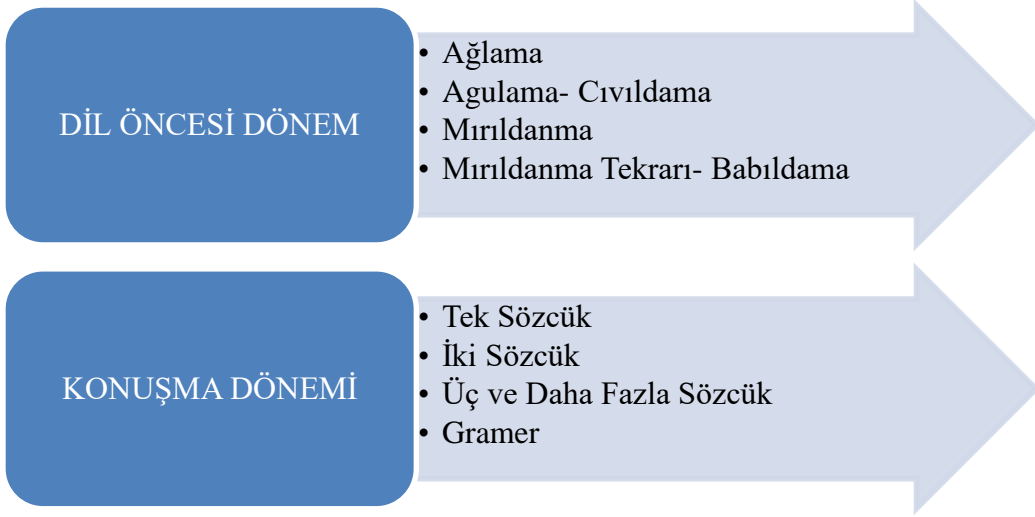 DİL ÖNCESİ DÖNEM
• Ağlama
• Agulama- Cıvıldama
• Mırıldanma
• Mırıldanma Tekrarı- Babıldama
KONUŞMA DÖNEMİ
• Tek Sözcük
• İki Sözcük
• Üç ve Daha Fazla Sözcük
• Gramer